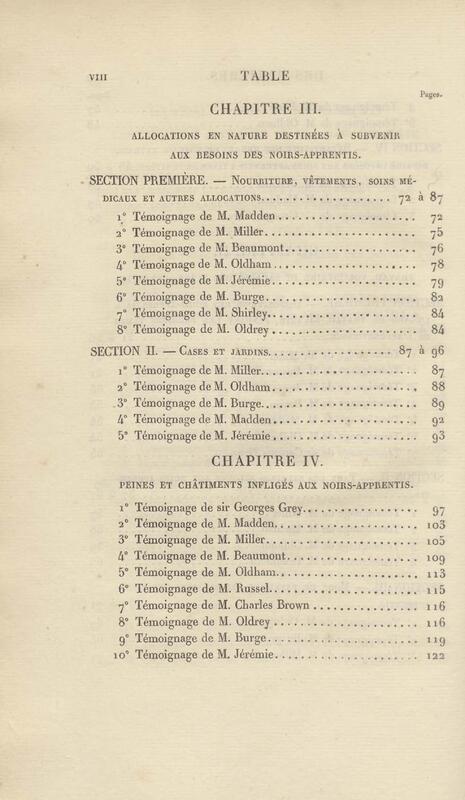 VIII TABLE
Pages.
CHAPITRE III.
ALLOCATIONS EN NATURE DESTINÉES À SUBVENIR
AUX BESOINS DES NOIRS-APPRENTIS.
SECTION PREMIÈRE. — Nourriture, vêtements, soins mé-
dicaux et autres allocations.................... 72 à 87
1° Témoignage de M. Madden.................... 72
2° Témoignage de M. Miller.................... 75
3° Témoignage de M. Beaumont.................... 76
4° Témoignage de M. Oldham.................... 78
5° Témoignage de M. Jérémie.................... 79
6° Témoignage de M. Burge.................... 82
7° Témoignage de M. Shirley.................... 84
8° Témoignage de M. Oldrey.................... 84
SECTION II. — Cases et jardins.................... 87 à 96
1° Témoignage de M. Miller.................... 87
2° Témoignage de M. Oldham.................... 88
3° Témoignage de M. Burge.................... 89
4° Témoignage de M. Madden.................... 92
5° Témoignage de M. Jérémie.................... 93
CHAPITRE IV.
PEINES ET CHÂTIMENTS INFLIGÉS AUX NOIRS-APPRENTIS.
1° Témoignage de sir Georges Grey.................... 97
2° Témoignage de M. Madden.................... 103
3° Témoignage de M. Miller.................... 105
4° Témoignage de M. Beaumont.................... 109
5° Témoignage de M. Oldham.................... 113
6° Témoignage de M. Russel.................... 115
7° Témoignage de M. Charles Brown.................... 116
8° Témoignage de M. Oldrey.................... 116
9° Témoignage de M. Burge.................... 119
10° Témoignage de M. Jérémie.................... 122